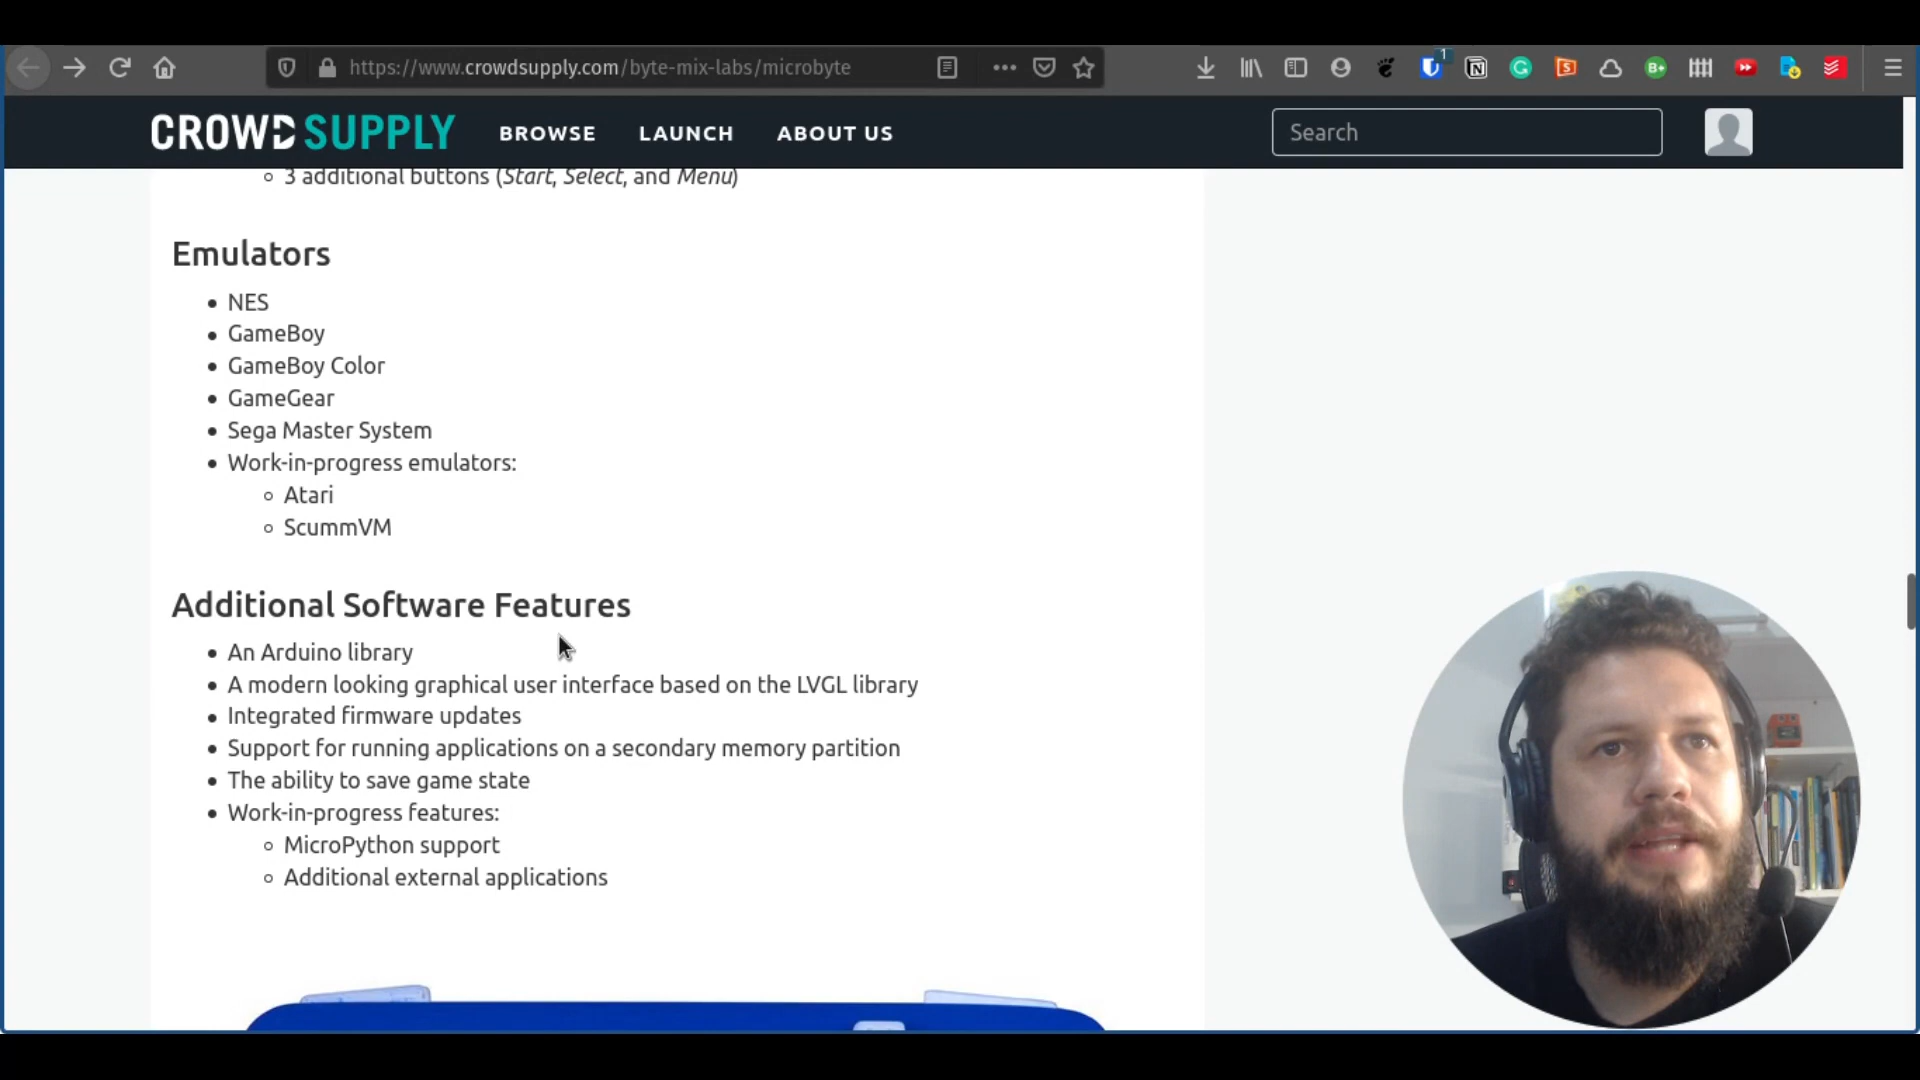 https://www.crowdsupply.com/byte-mix-labs/microbyte
1
CROWD SUPPLY BROWSE LAUNCH ABOUT US Search
3 additional buttons (Start, Select, and Menu)
Emulators
NES
GameBoy
GameBoy Color
GameGear
Sega Master System
Work-in-progress emulators:
Atari
ScummVM
Additional Software Features
An Arduino library
A modern looking graphical user interface based on the LVGL library
Integrated firmware updates
Support for running applications on a secondary memory partition
The ability to save game state
Work-in-progress features:
MicroPython support
Additional external applications